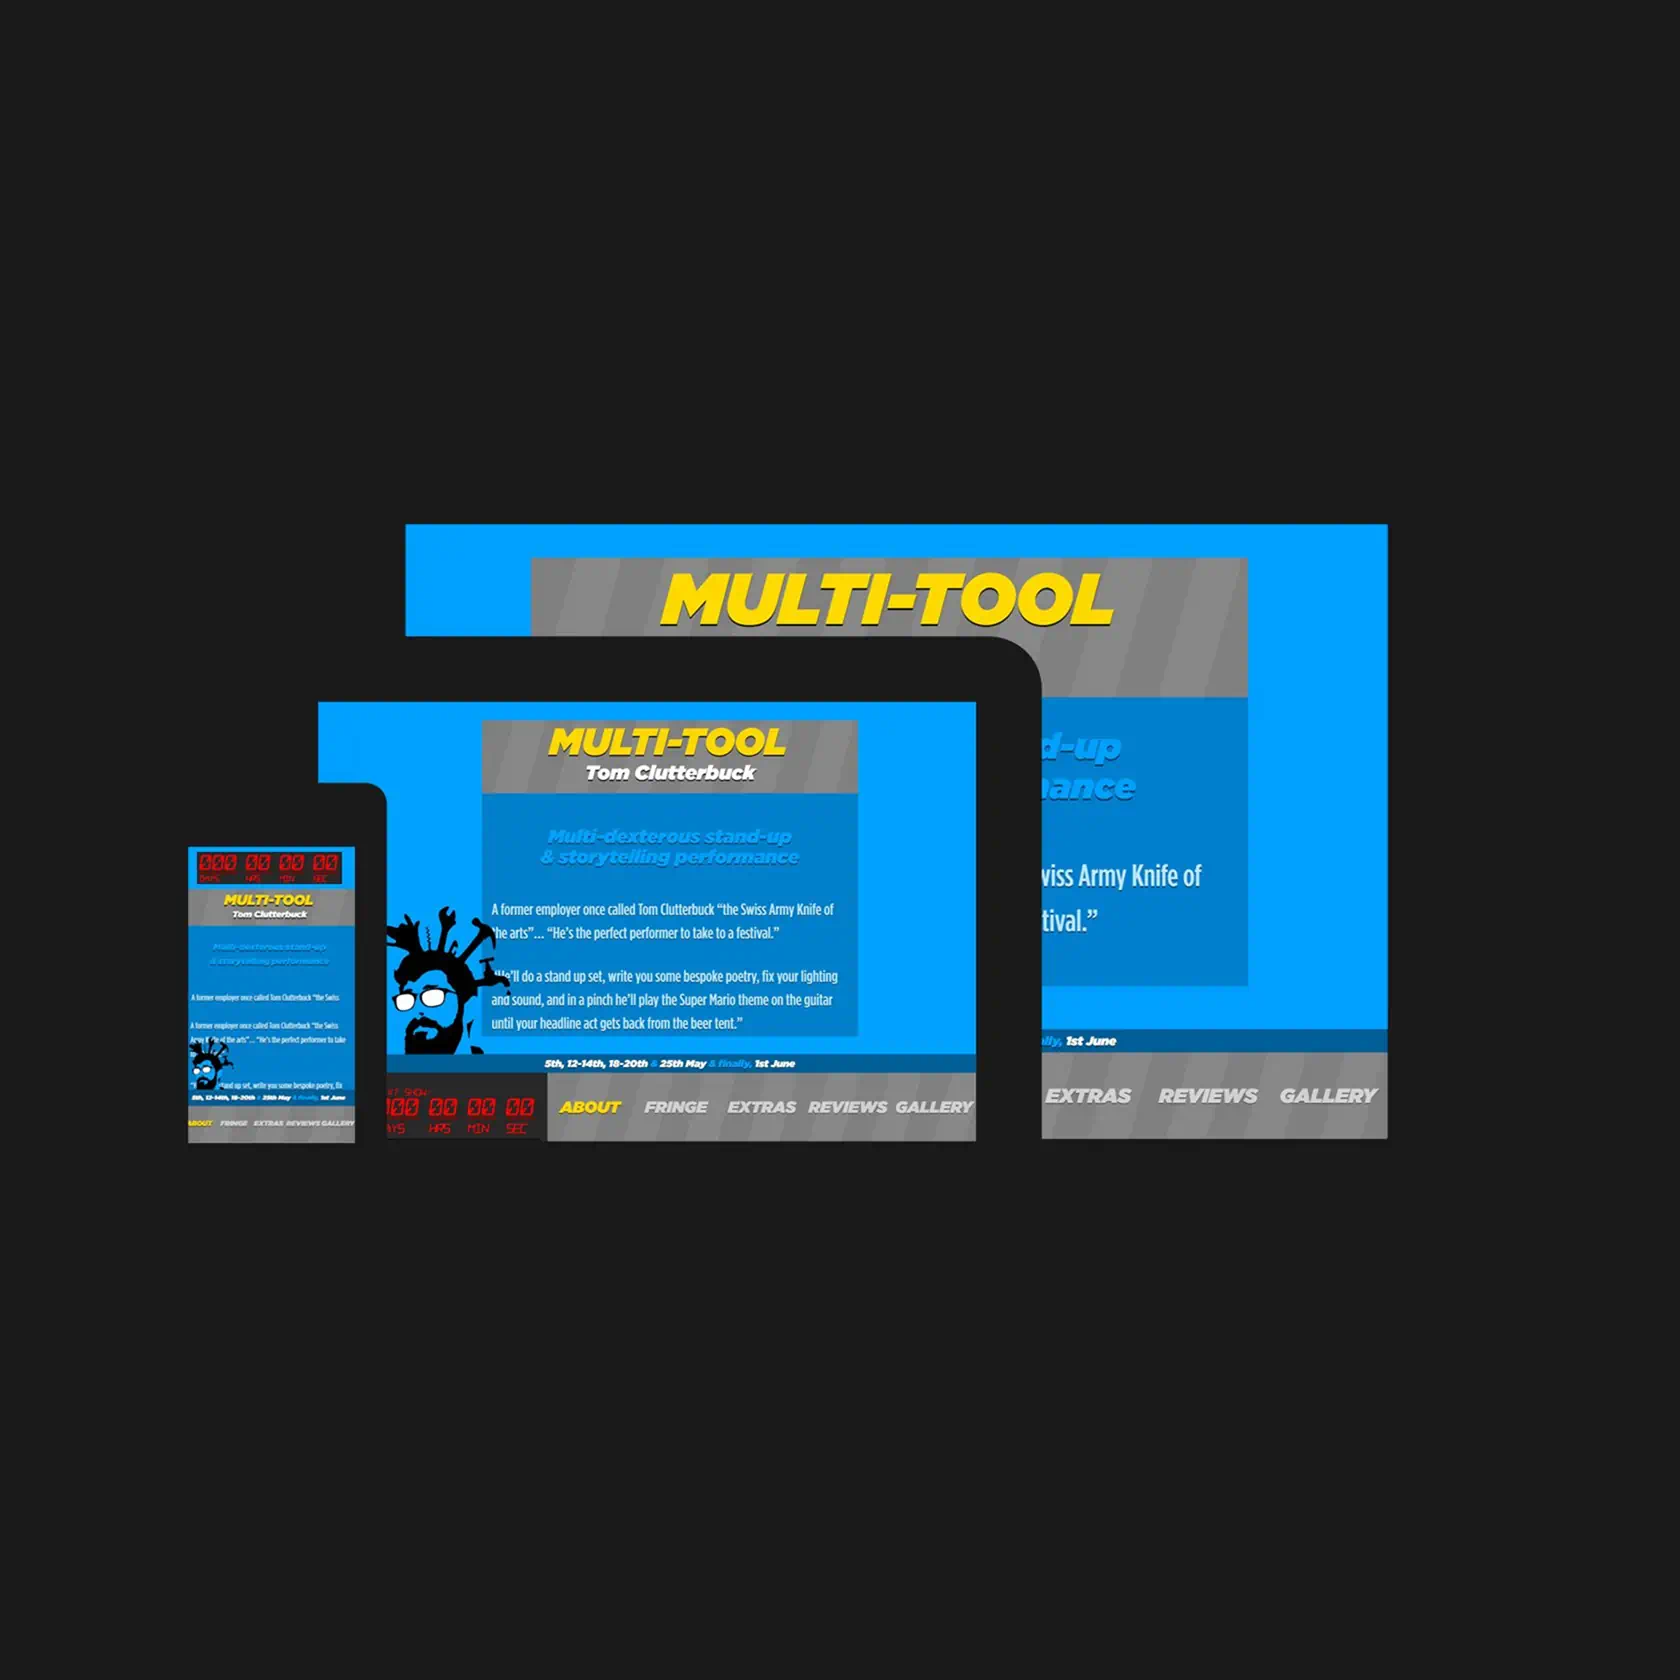 MULTI-TOOL
d-up
ance
wiss Army Knife of
tival.”
ally, 1st June
EXTRAS REVIEWS GALLERY
MULTI-TOOL
Tom Clutterbuck
Multi-dexterous stand-up
& storytelling performance
A former employer once called Tom Clutterbuck “the Swiss Army Knife of
the arts”... “He’s the perfect performer to take to a festival.”
“He’ll do a stand up set, write you some bespoke poetry, fix your lighting
and sound, and in a pinch he’ll play the Super Mario theme on the guitar
until your headline act gets back from the beer tent.”
5th, 12-14th, 18-20th & 25th May & finally, 1st June
SHOW
000 00 00 00
AYS HRS MIN SEC
ABOUT FRINGE EXTRAS REVIEWS GALLERY
000 00 00 00
DAYS HRS MIN SEC
MULTI-TOOL
Tom Clutterbuck
Multi-dexterous stand-up
& storytelling performance
A former employer once called Tom Clutterbuck “the Swiss
A former employer once called Tom Clutterbuck “the Swiss
Army Knife of the arts”... “He’s the perfect performer to take
and up set, write you some bespoke poetry, fix
5th, 12-14th, 18-20th & 25th May & finally, 1st June
ABOUT FRINGE EXTRAS REVIEWS GALLERY